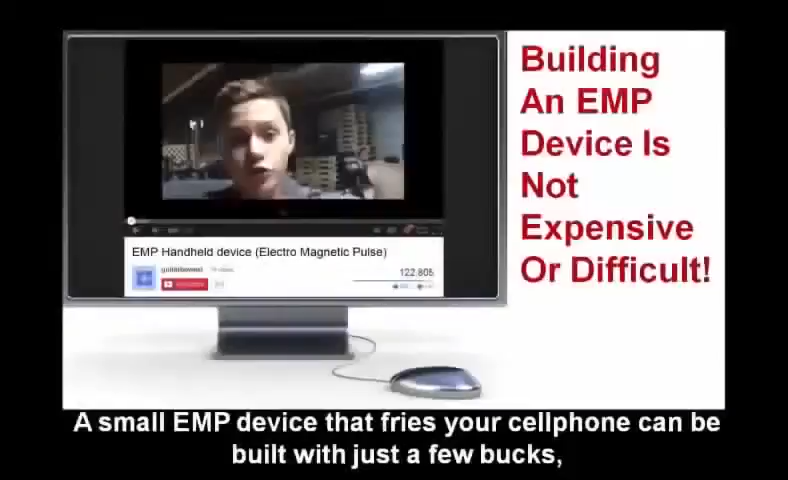 Building
An EMP
Device Is
Not
Expensive
Or Difficult!
EMP Handheld device (Electro Magnetic Pulse)
122,805
A small EMP device that fries your cellphone can be
built with just a few bucks,